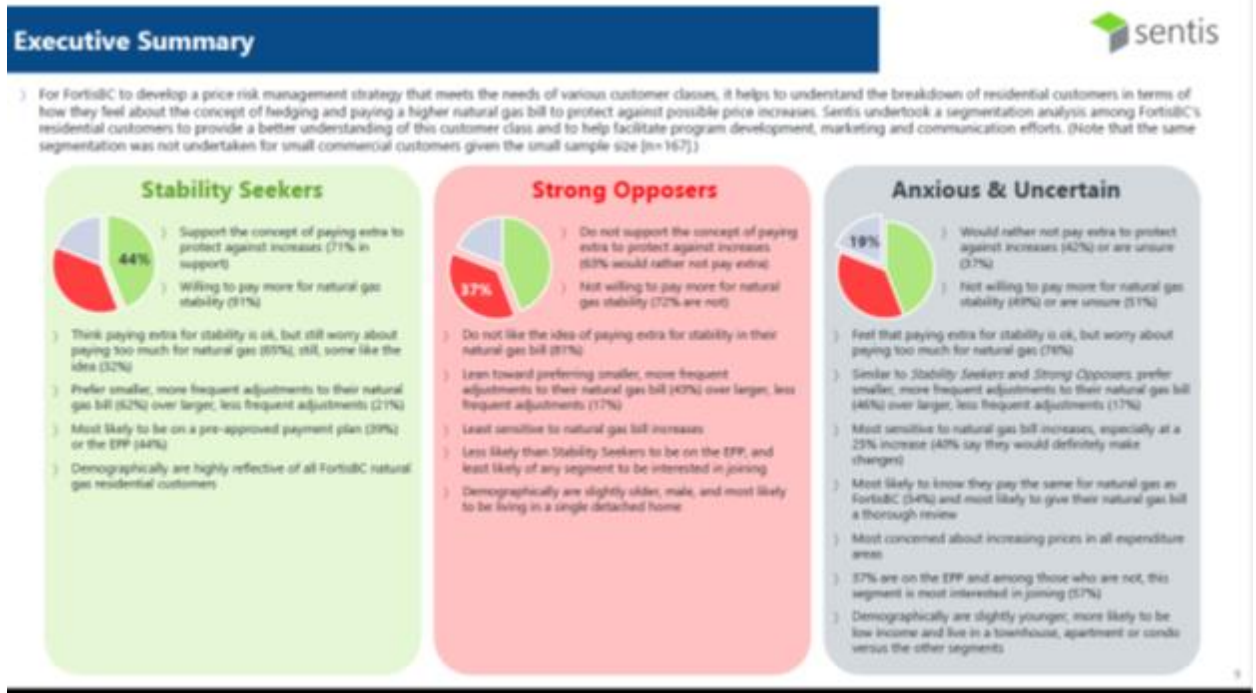 Executive Summary
sentis
For FortisBC to develop a price risk management strategy that meets the needs of various customer classes, it helps to understand the breakdown of residential customers in terms of
how they feel about the concept of hedging and paying a higher natural gas bill to protect against possible price increases. Sentis undertook a segmentation analysis among FortisBC's
residential customers to provide a better understanding of this customer class and to help facilitate program development, marketing and communication efforts. (Note that the same
segmentation was not undertaken for small commercial customers given the small sample size [n=167].)
Stability Seekers
44%
Support the concept of paying extra to
protect against increases (71% in
support)
Willing to pay more for natural gas
stability (91%)
Think paying extra for stability is ok, but still worry about
paying too much for natural gas (65%); still, some like the
idea (32%)
Prefer smaller, more frequent adjustments to their natural
gas bill (62%) over larger, less frequent adjustments (21%)
Most likely to be on a pre-approved payment plan (39%)
or the EPP (44%)
Demographically are highly reflective of all FortisBC natural
gas residential customers
Strong Opposers
37%
Do not support the concept of paying
extra to protect against increases
(63% would rather not pay extra)
Not willing to pay more for natural
gas stability (72% are not)
Do not like the idea of paying extra for stability in their
natural gas bill (81%)
Lean toward preferring smaller, more frequent
adjustments to their natural gas bill (43%) over larger, less
frequent adjustments (17%)
Least sensitive to natural gas bill increases
Less likely than Stability Seekers to be on the EPP, and
least likely of any segment to be interested in joining
Demographically are slightly older, male, and most likely
to be living in a single detached home
Anxious & Uncertain
19%
Would rather not pay extra to protect
against increases (42%) or are unsure
(37%)
Not willing to pay more for natural gas
stability (49%) or are unsure (51%)
Feel that paying extra for stability is ok, but worry about
paying too much for natural gas (76%)
Similar to Stability Seekers and Strong Opposers, prefer
smaller, more frequent adjustments to their natural gas bill
(46%) over larger, less frequent adjustments (17%)
Most sensitive to natural gas bill increases, especially at a
25% increase (40% say they would definitely make
changes)
Most likely to know they pay the same for natural gas as
FortisBC (54%) and most likely to give their natural gas bill
a thorough review
Most concerned about increasing prices in all expenditure
areas
37% are on the EPP and among those who are not, this
segment is most interested in joining (57%)
Demographically are slightly younger, more likely to be
low income and live in a townhouse, apartment or condo
versus the other segments
9